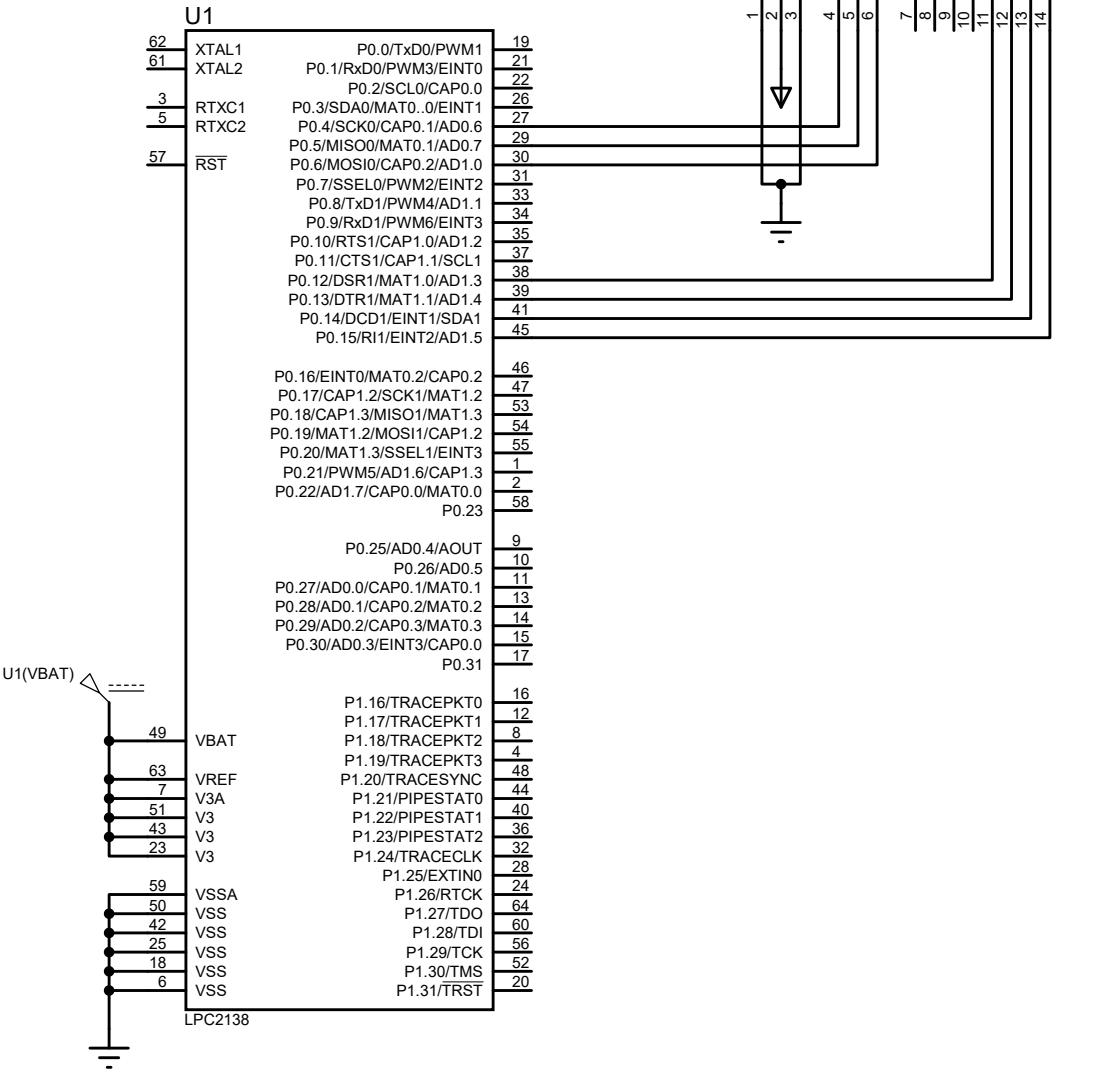 1 2 3 4 5 6 7 8 9 10 11 12 13 14
U1
62 XTAL1 P0.0/TxD0/PWM1 19
61 XTAL2 P0.1/RxD0/PWM3/EINT0 21
P0.2/SCL0/CAP0.0 22
3 RTXC1 P0.3/SDA0/MAT0..0/EINT1 26
5 RTXC2 P0.4/SCK0/CAP0.1/AD0.6 27
P0.5/MISO0/MAT0.1/AD0.7 29
57 RST P0.6/MOSI0/CAP0.2/AD1.0 30
P0.7/SSEL0/PWM2/EINT2 31
P0.8/TxD1/PWM4/AD1.1 33
P0.9/RxD1/PWM6/EINT3 34
P0.10/RTS1/CAP1.0/AD1.2 35
P0.11/CTS1/CAP1.1/SCL1 37
P0.12/DSR1/MAT1.0/AD1.3 38
P0.13/DTR1/MAT1.1/AD1.4 39
P0.14/DCD1/EINT1/SDA1 41
P0.15/RI1/EINT2/AD1.5 45
P0.16/EINT0/MAT0.2/CAP0.2 46
P0.17/CAP1.2/SCK1/MAT1.2 47
P0.18/CAP1.3/MISO1/MAT1.3 53
P0.19/MAT1.2/MOSI1/CAP1.2 54
P0.20/MAT1.3/SSEL1/EINT3 55
P0.21/PWM5/AD1.6/CAP1.3 1
P0.22/AD1.7/CAP0.0/MAT0.0 2
P0.23 58
P0.25/AD0.4/AOUT 9
P0.26/AD0.5 10
P0.27/AD0.0/CAP0.1/MAT0.1 11
P0.28/AD0.1/CAP0.2/MAT0.2 13
P0.29/AD0.2/CAP0.3/MAT0.3 14
P0.30/AD0.3/EINT3/CAP0.0 15
P0.31 17
U1(VBAT)
P1.16/TRACEPKT0 16
P1.17/TRACEPKT1 12
49 VBAT P1.18/TRACEPKT2 8
P1.19/TRACEPKT3 4
63 VREF P1.20/TRACESYNC 48
7 V3A P1.21/PIPESTAT0 44
51 V3 P1.22/PIPESTAT1 40
43 V3 P1.23/PIPESTAT2 36
23 V3 P1.24/TRACECLK 32
P1.25/EXTIN0 28
59 VSSA P1.26/RTCK 24
50 VSS P1.27/TDO 64
42 VSS P1.28/TDI 60
25 VSS P1.29/TCK 56
18 VSS P1.30/TMS 52
6 VSS P1.31/TRST 20
LPC2138